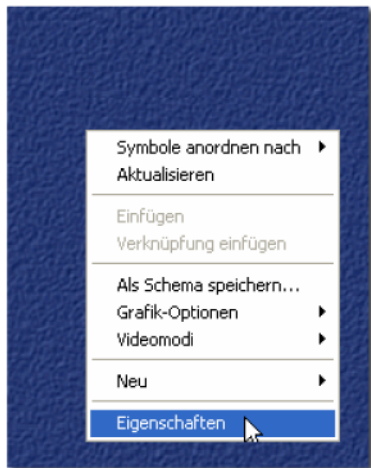 Symbole anordnen nach
Aktualisieren
Einfügen
Verknüpfung einfügen
Als Schema speichern...
Grafik-Optionen
Videomodi
Neu
Eigenschaften